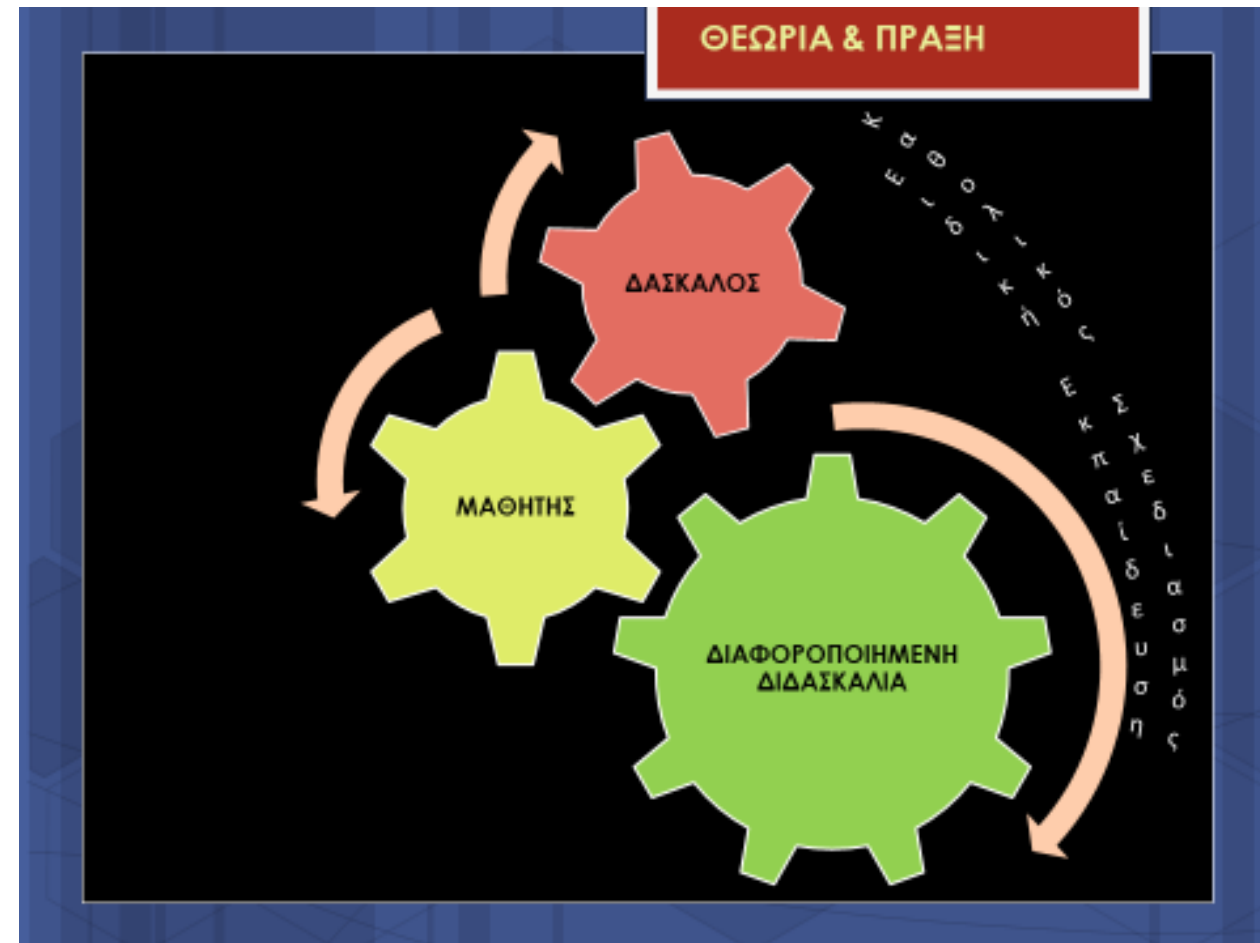 ΘΕΩΡΙΑ & ΠΡΑΞΗ
Καθολικός Σχεδιασμός
Ειδική Εκπαίδευση
ΔΑΣΚΑΛΟΣ
ΜΑΘΗΤΗΣ
ΔΙΑΦΟΡΟΠΟΙΗΜΕΝΗ
ΔΙΔΑΣΚΑΛΙΑ